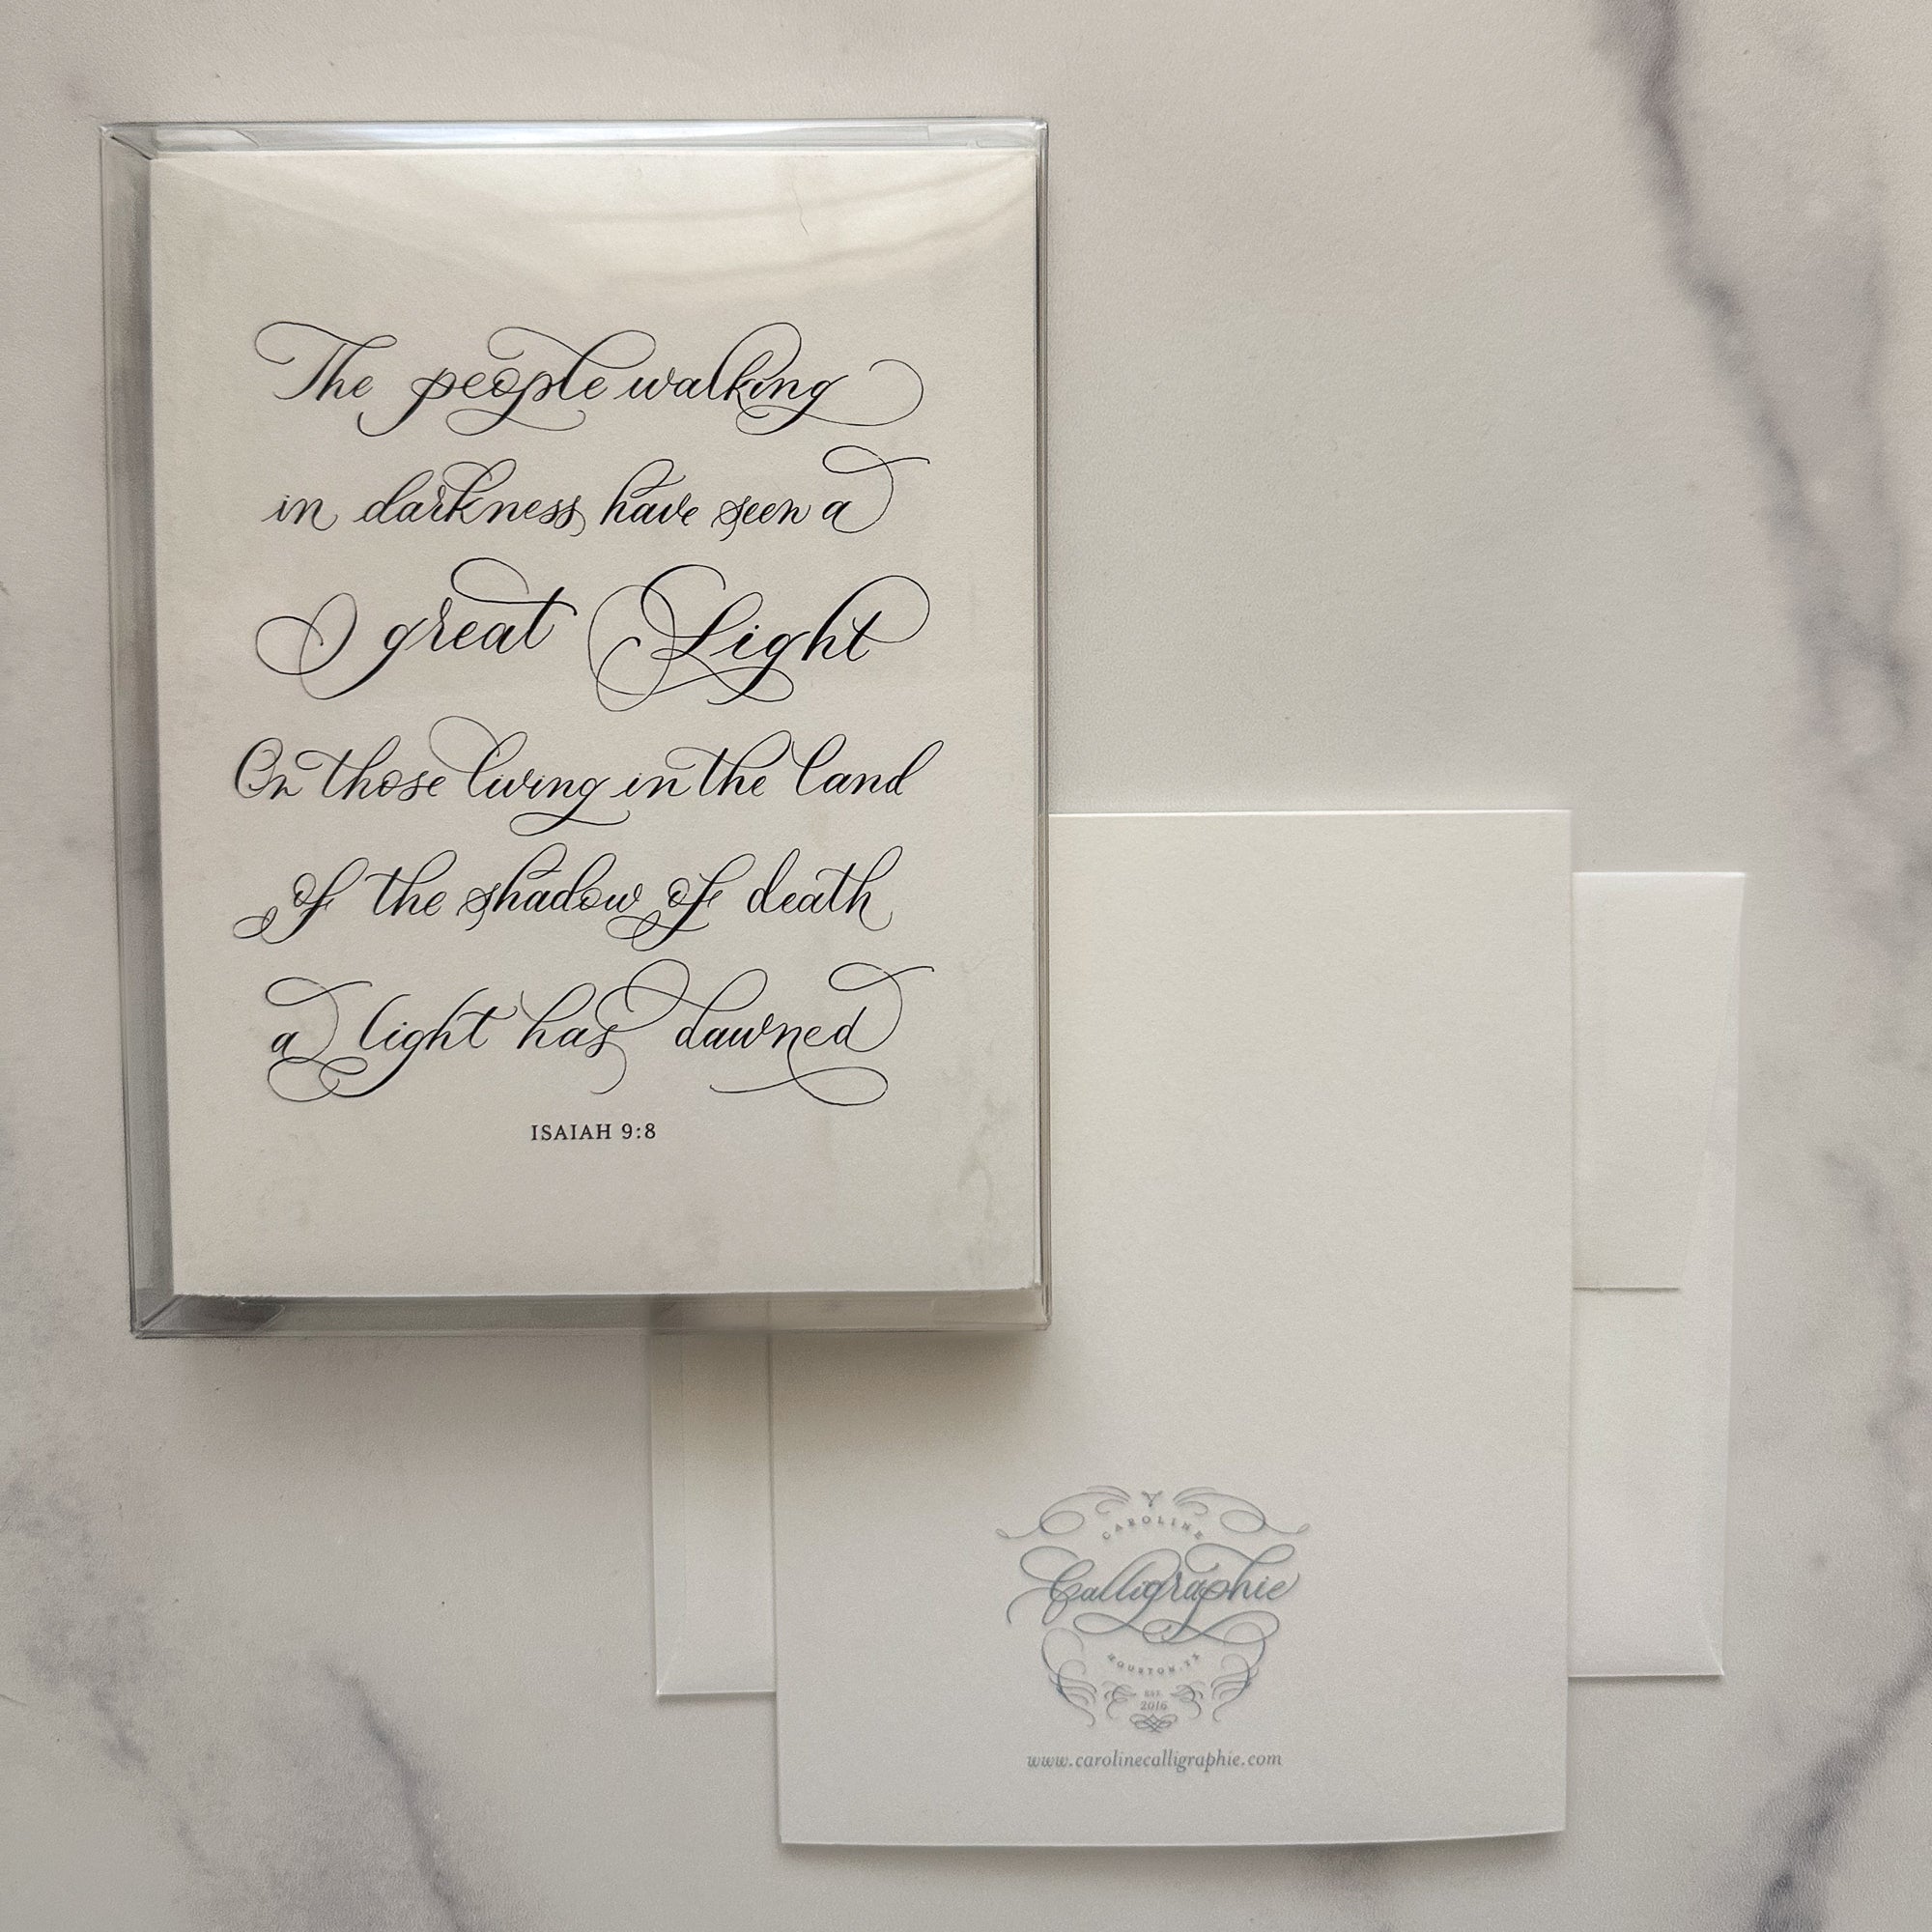 The people walking
in darkness have seen a
great Light
On those living in the land
of the shadow of death
a light has dawned
ISAIAH 9:8
CAROLINE
Calligraphie
HOUSTON, TX
EST.
2016
www.carolinecalligraphie.com